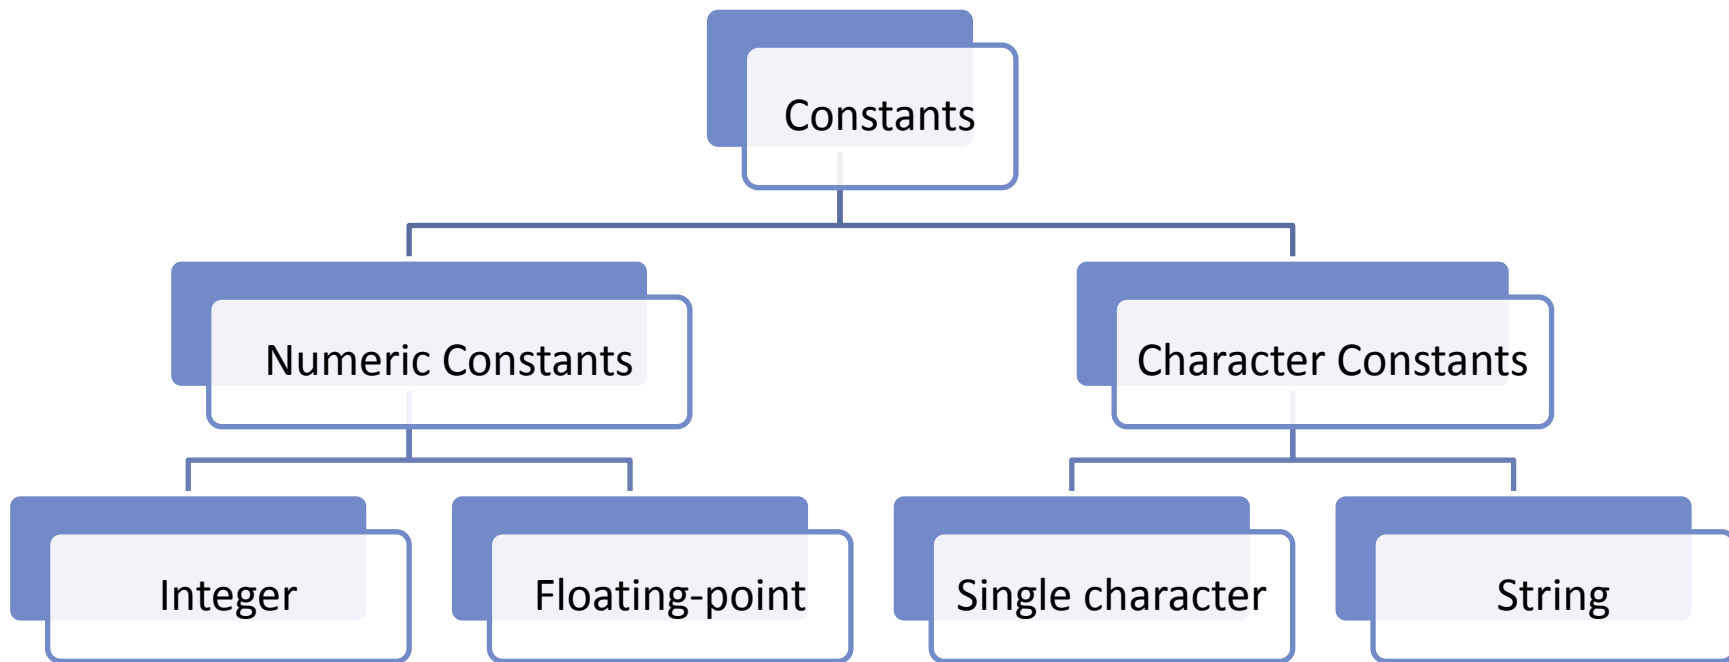 Constants
Numeric Constants
Character Constants
Integer
Floating-point
Single character
String